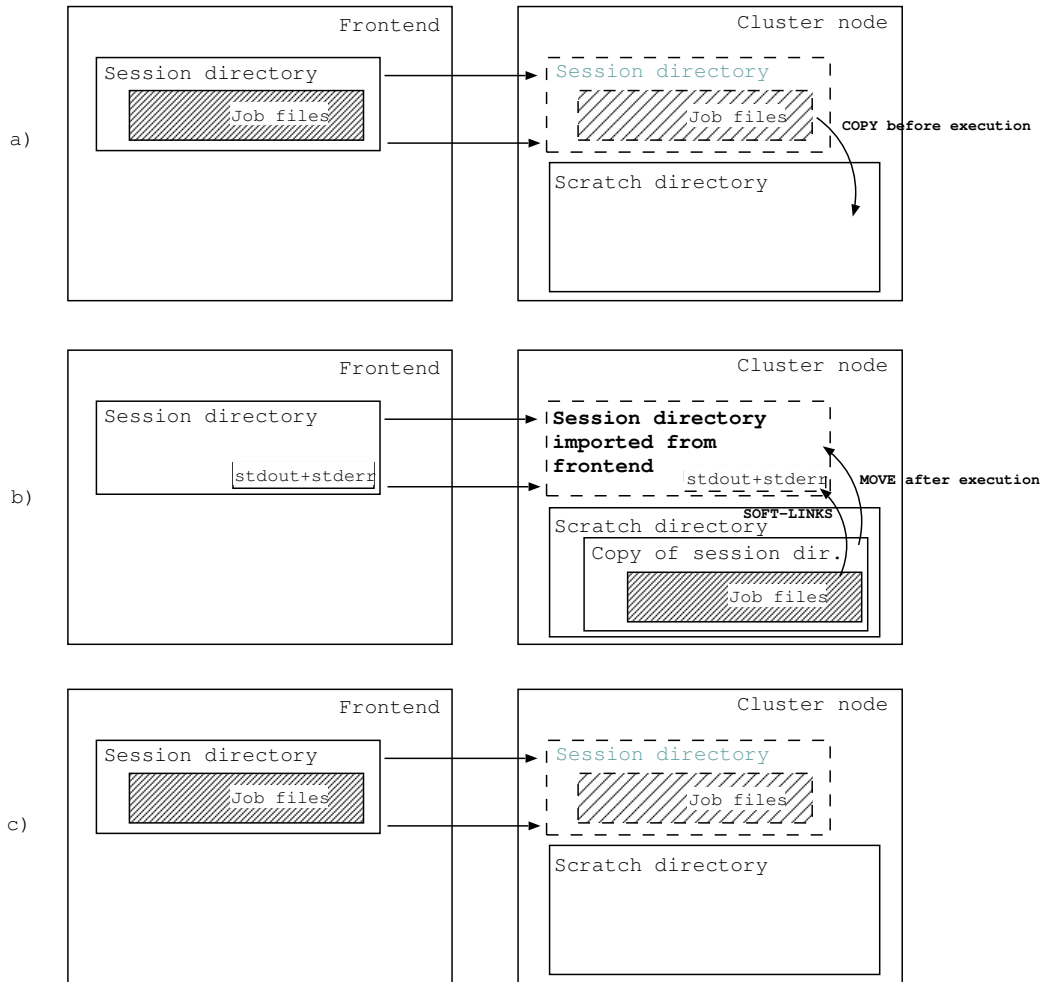 Frontend
Cluster node
Session directory
Session directory
Job files
Job files
a)
COPY before execution
Scratch directory
Frontend
Cluster node
Session directory
Session directory
imported from
frontend
stdout+stderr
stdout+stderr
MOVE after execution
b)
SOFT-LINKS
Scratch directory
Copy of session dir.
Job files
Frontend
Cluster node
Session directory
Session directory
Job files
Job files
c)
Scratch directory